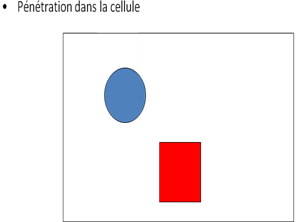 • Pénétration dans la cellule